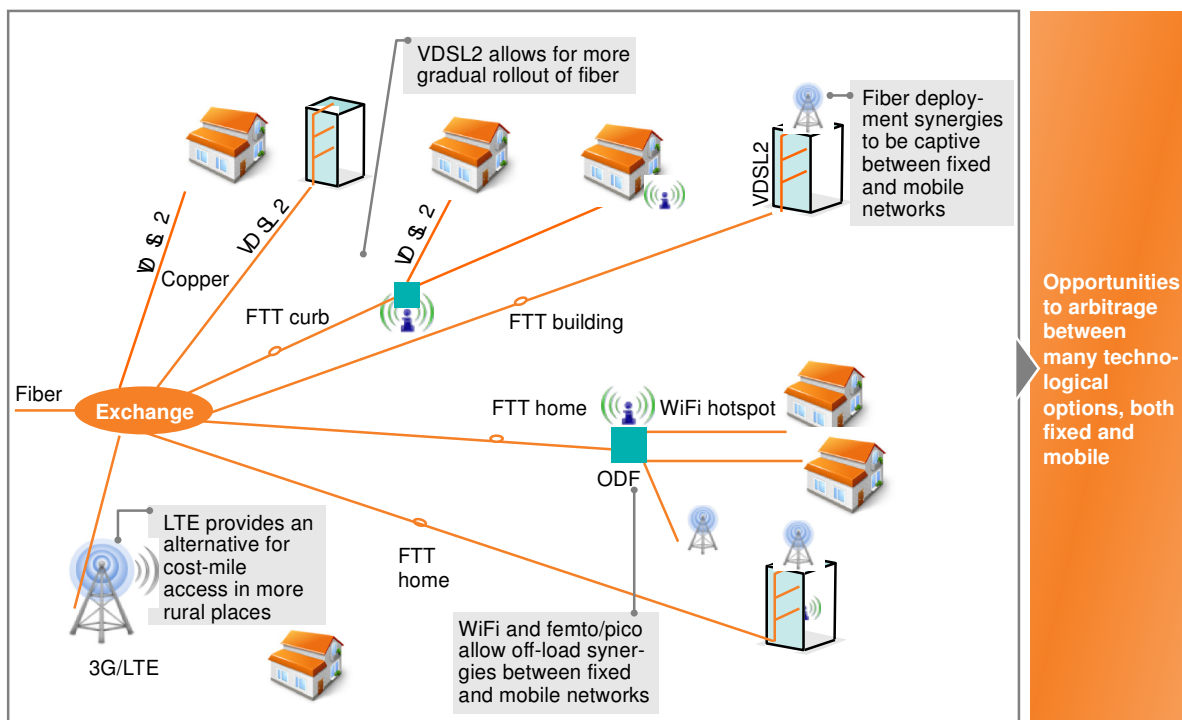 VDSL2 allows for more
gradual rollout of fiber
Fiber deploy-
ment synergies
to be captive
between fixed
and mobile
networks
VDSL2
VDSL2
VDSL2
VDSL2
Copper
FTT curb
FTT building
Fiber
Exchange
FTT home
WiFi hotspot
ODF
LTE provides an
alternative for
cost-mile
access in more
rural places
FTT
home
3G/LTE
WiFi and femto/pico
allow off-load syner-
gies between fixed
and mobile networks
Opportunities
to arbitrage
between
many techno-
logical
options, both
fixed and
mobile